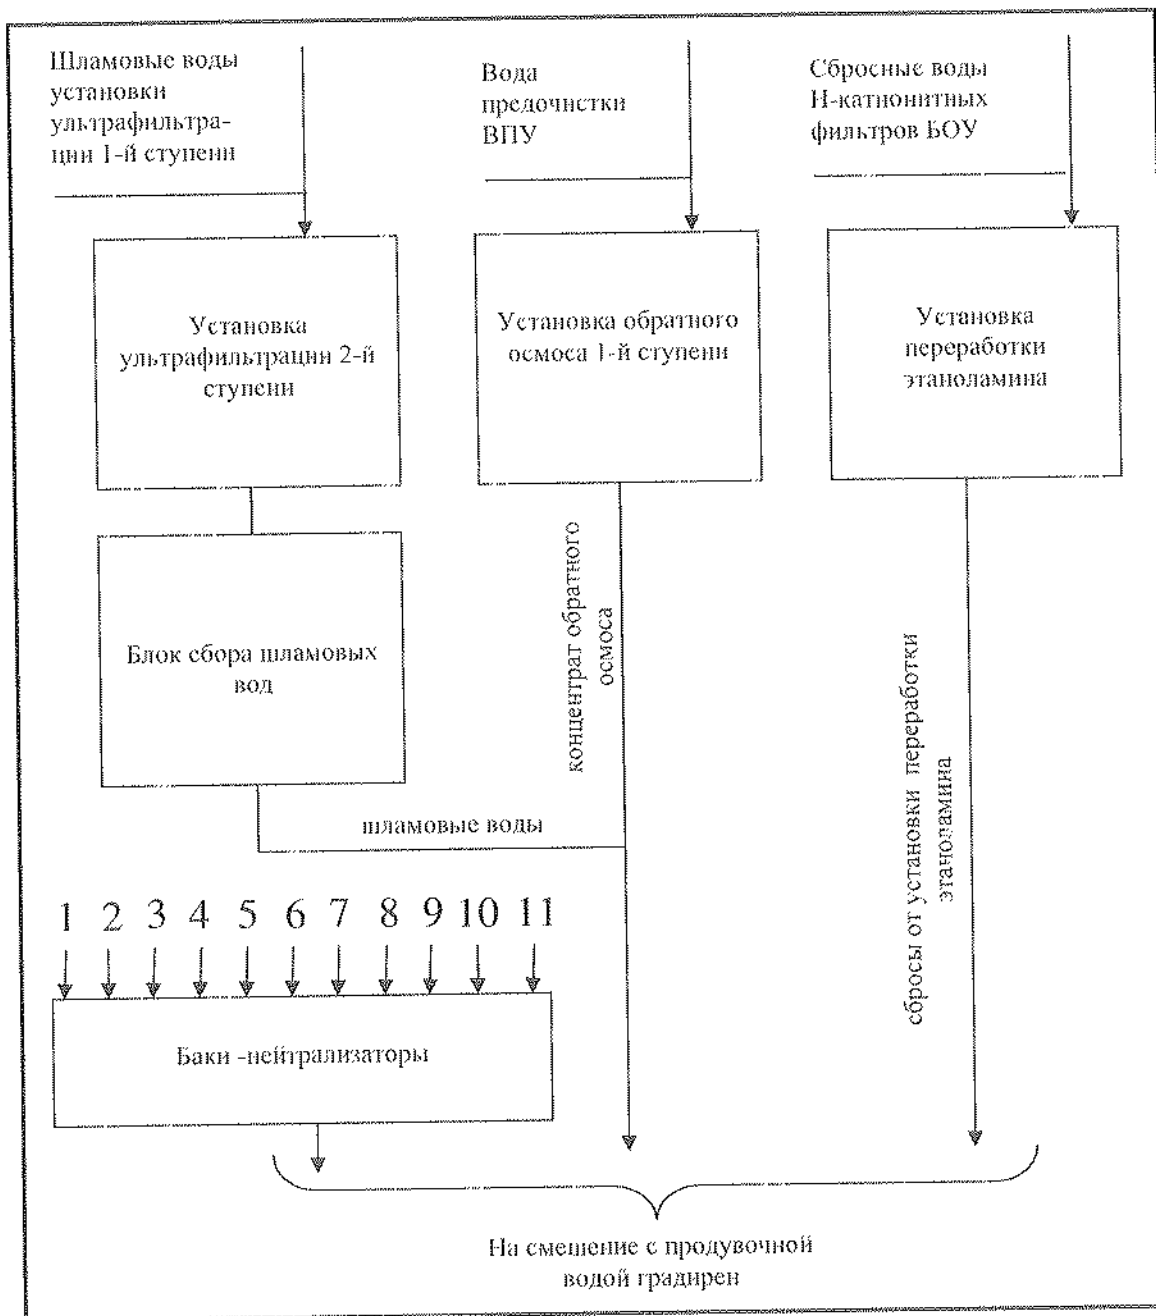 Шламовые воды
установки
ультрафильтра-
ции 1-й ступени
Вода
предочистки
ВПУ
Сбросные воды
Н-катионитных
фильтров БОУ
Установка
ультрафильтрации 2-й
ступени
Установка обратного
осмоса 1-й ступени
Установка
переработки
этаноламина
Блок сбора шламовых
вод
концентрат обратного
осмоса
сбросы от установки переработки
этаноламина
шламовые воды
1 2 3 4 5 6 7 8 9 10 11
Баки -нейтрализаторы
На смешение с продувочной
водой градирен